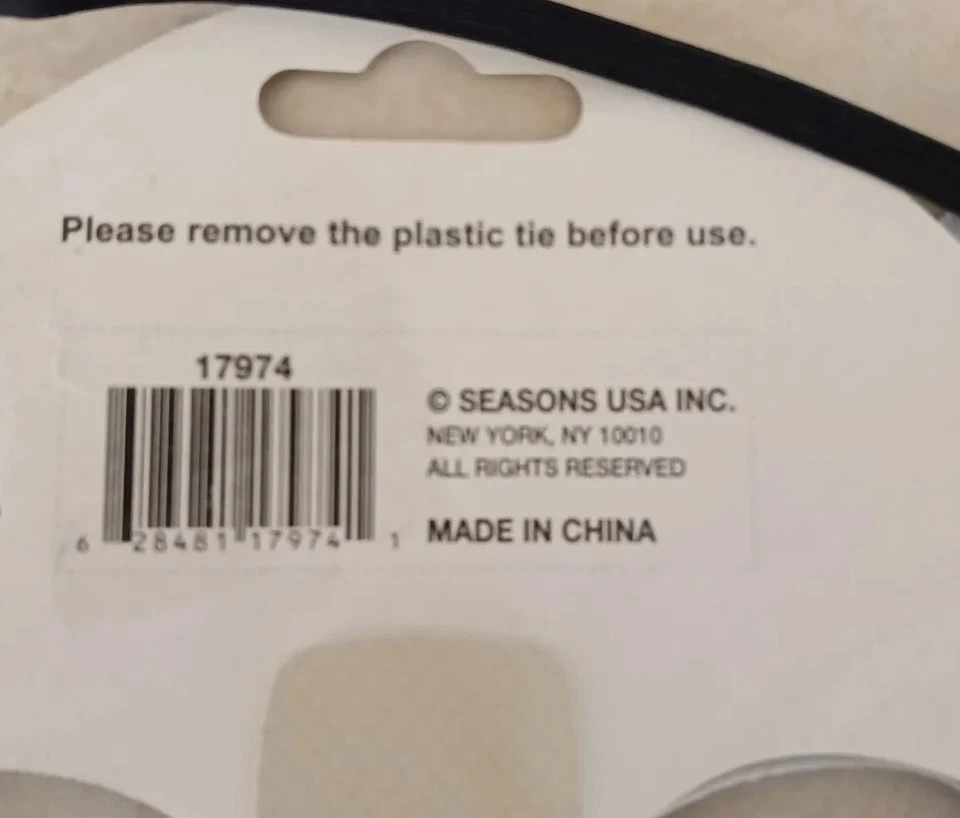 Please remove the plastic tie before use.
17974
6 28481 17974 1
© SEASONS USA INC.
NEW YORK, NY 10010
ALL RIGHTS RESERVED
MADE IN CHINA